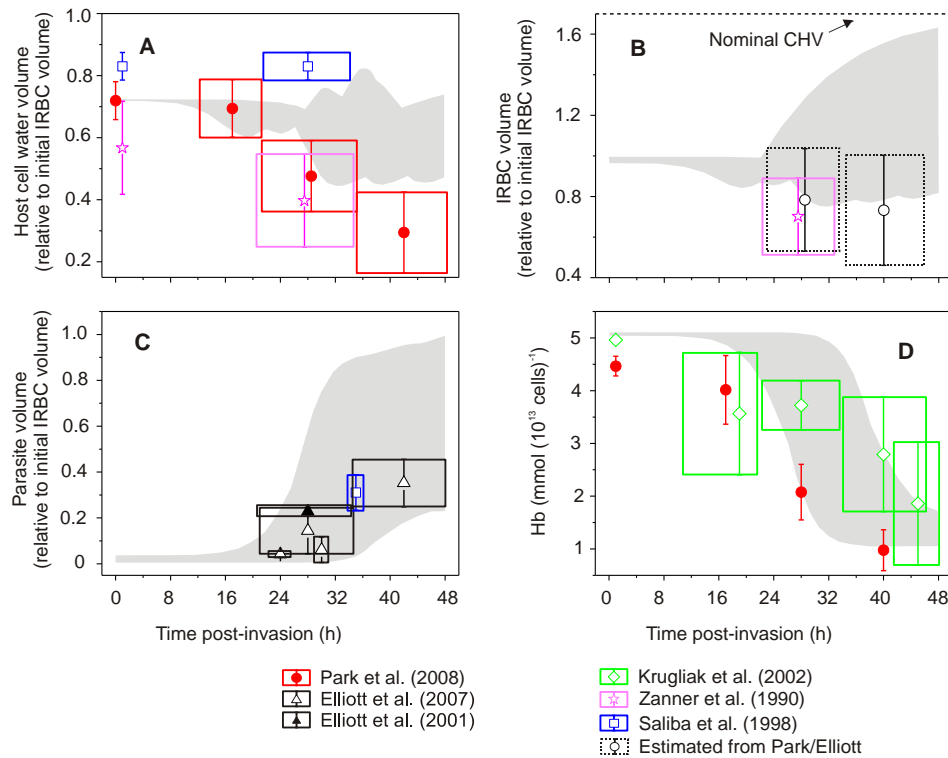 A
Host cell water volume
(relative to initial IRBC volume)
1.0
0.8
0.6
0.4
0.2
B
Nominal CHV
IRBC volume
(relative to initial IRBC volume)
1.6
1.3
1.0
0.7
0.4
C
Parasite volume
(relative to initial IRBC volume)
1.0
0.8
0.6
0.4
0.2
0
0 8 16 24 32 40 48
Time post-invasion (h)
D
Hb (mmol (10¹³ cells)⁻¹)
5
4
3
2
1
0 8 16 24 32 40 48
Time post-invasion (h)
Park et al. (2008)
Elliott et al. (2007)
Elliott et al. (2001)
Krugliak et al. (2002)
Zanner et al. (1990)
Saliba et al. (1998)
Estimated from Park/Elliott